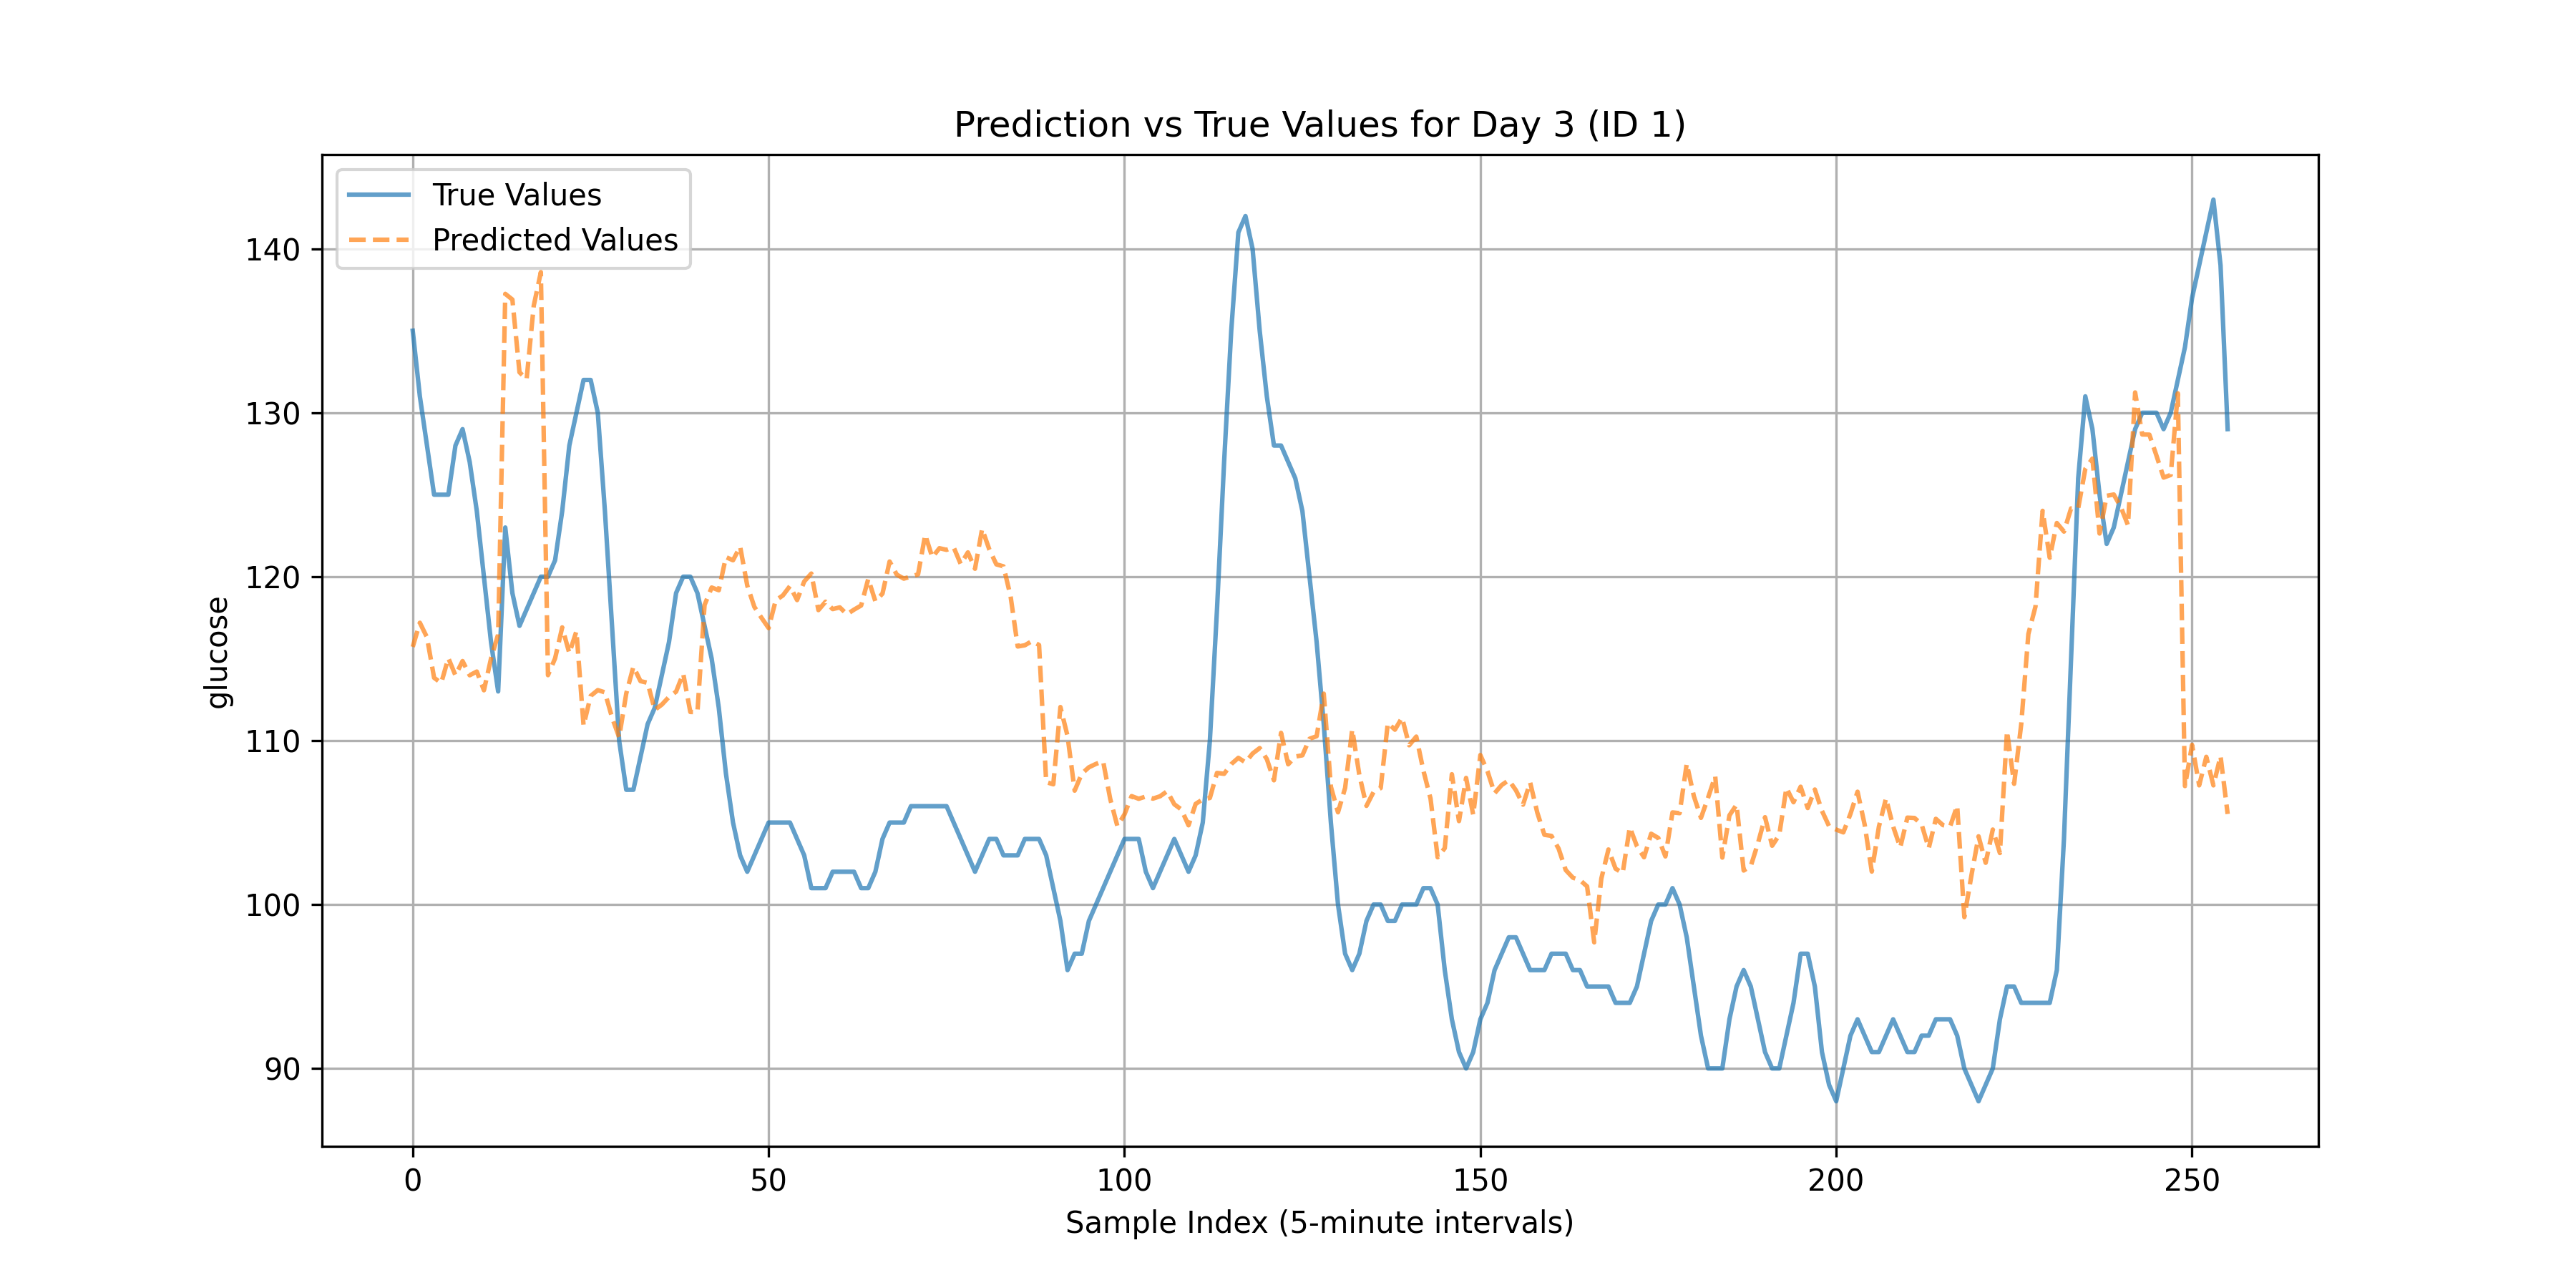 Prediction vs True Values for Day 3 (ID 1)
True Values
Predicted Values
140
130
120
110
100
90
glucose
0 50 100 150 200 250
Sample Index (5-minute intervals)